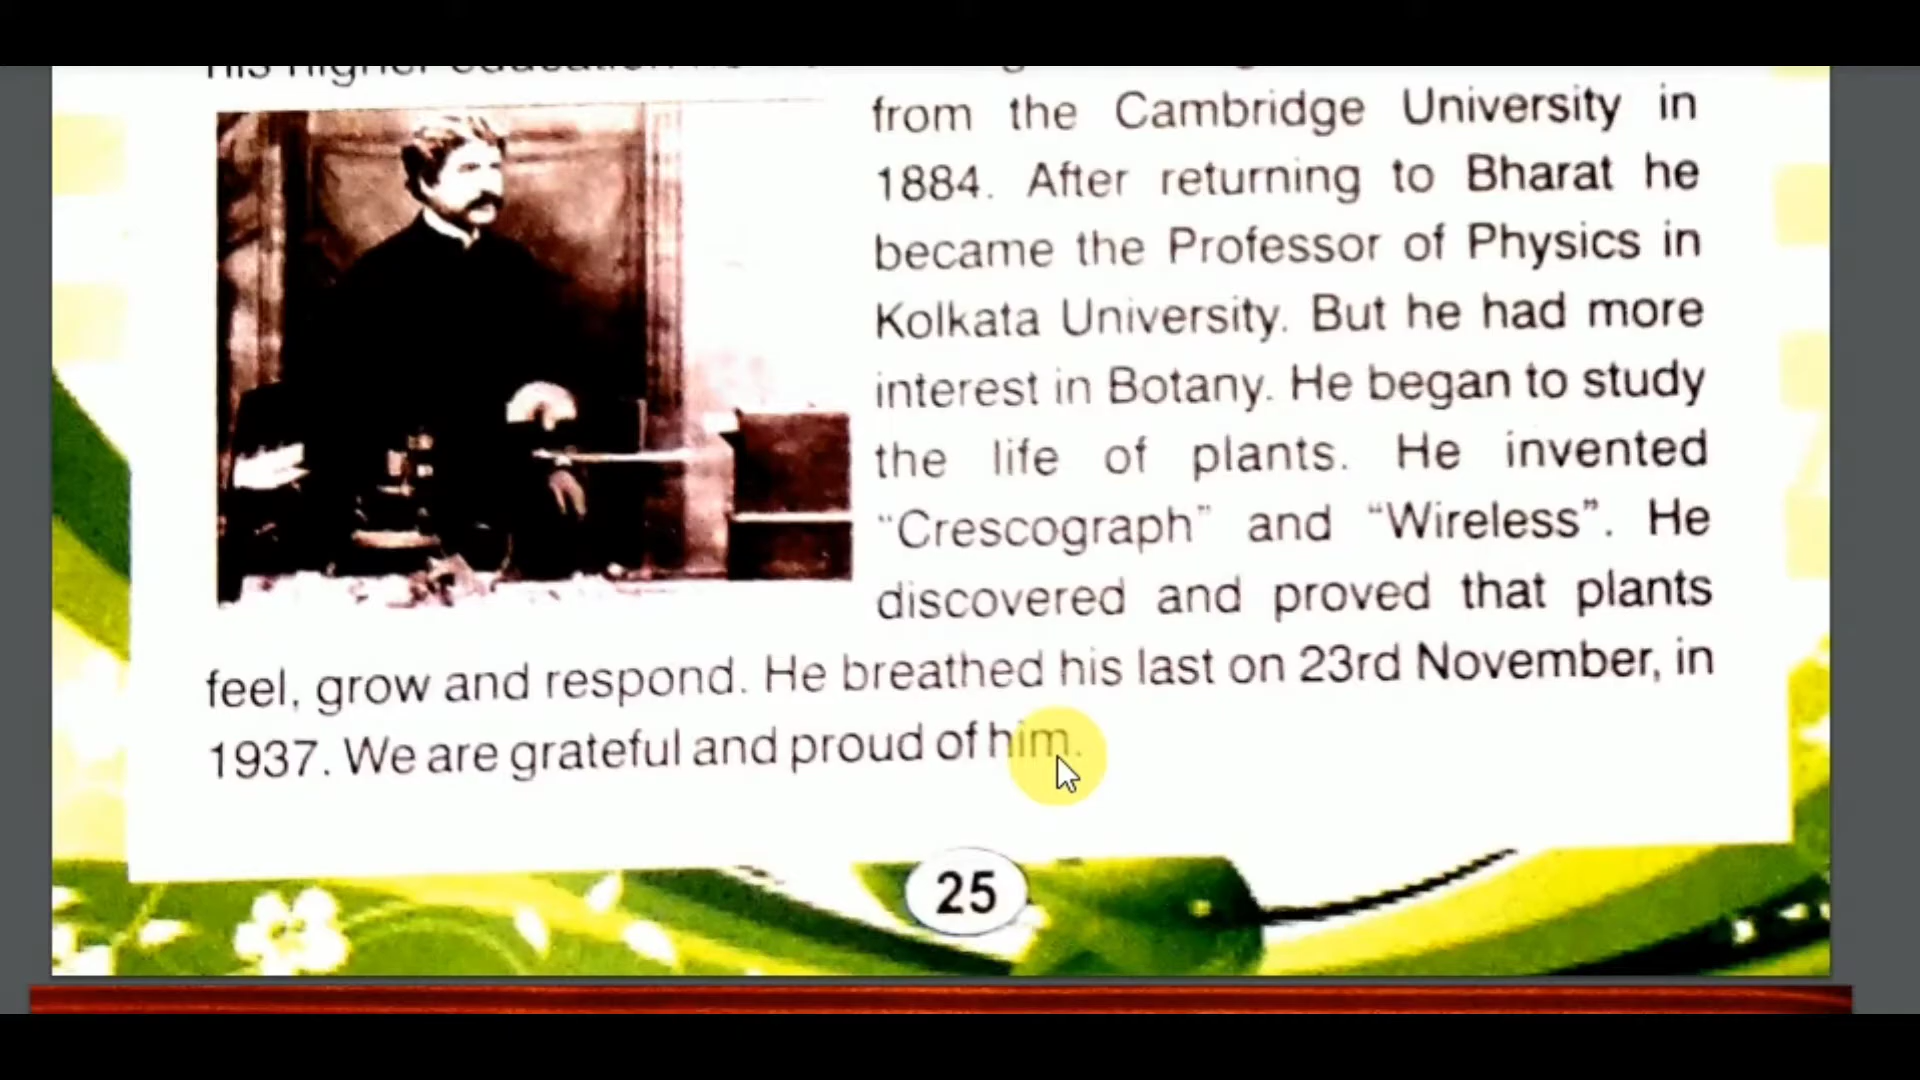 his higher education
from the Cambridge University in
1884. After returning to Bharat he
became the Professor of Physics in
Kolkata University. But he had more
interest in Botany. He began to study
the life of plants. He invented
“Crescograph” and “Wireless”. He
discovered and proved that plants
feel, grow and respond. He breathed his last on 23rd November, in
1937. We are grateful and proud of him.
25